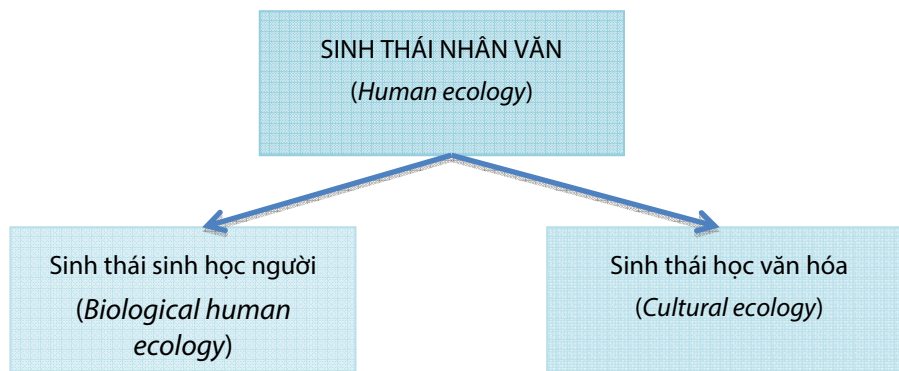 SINH THÁI NHÂN VĂN
(Human ecology)
Sinh thái sinh học người
(Biological human
ecology)
Sinh thái học văn hóa
(Cultural ecology)